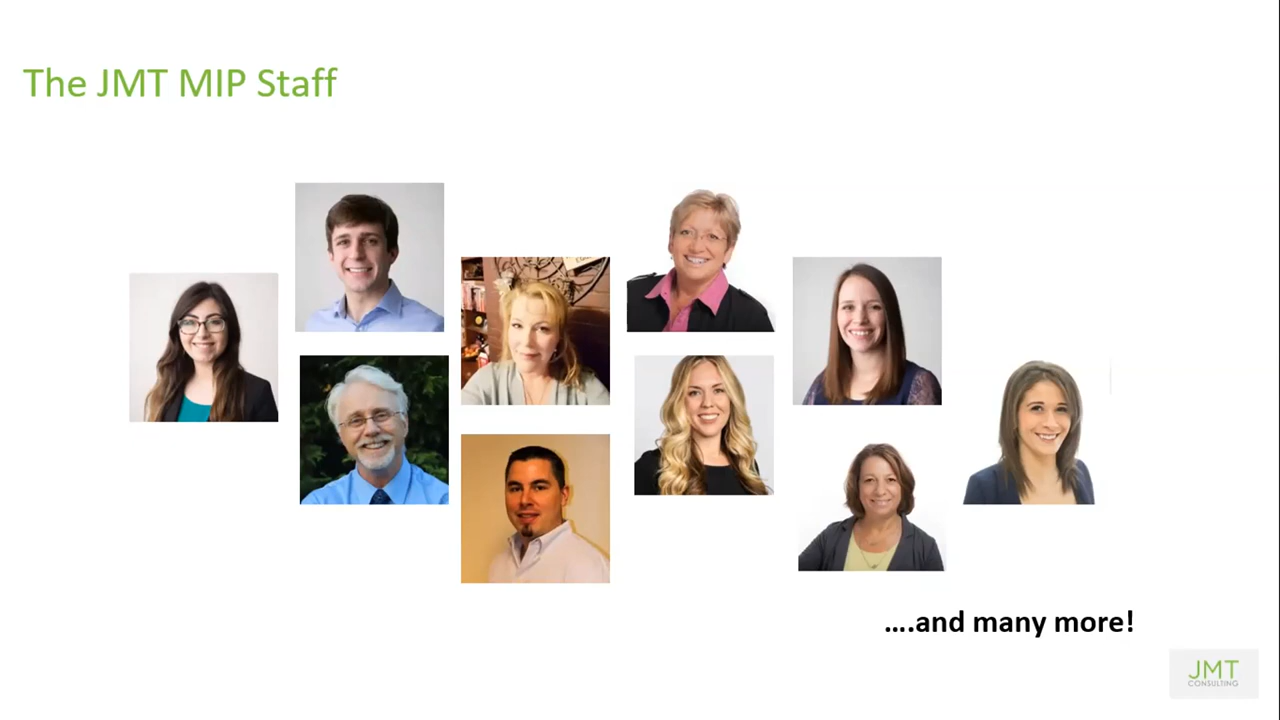 The JMT MIP Staff
....and many more!
JMT
CONSULTING